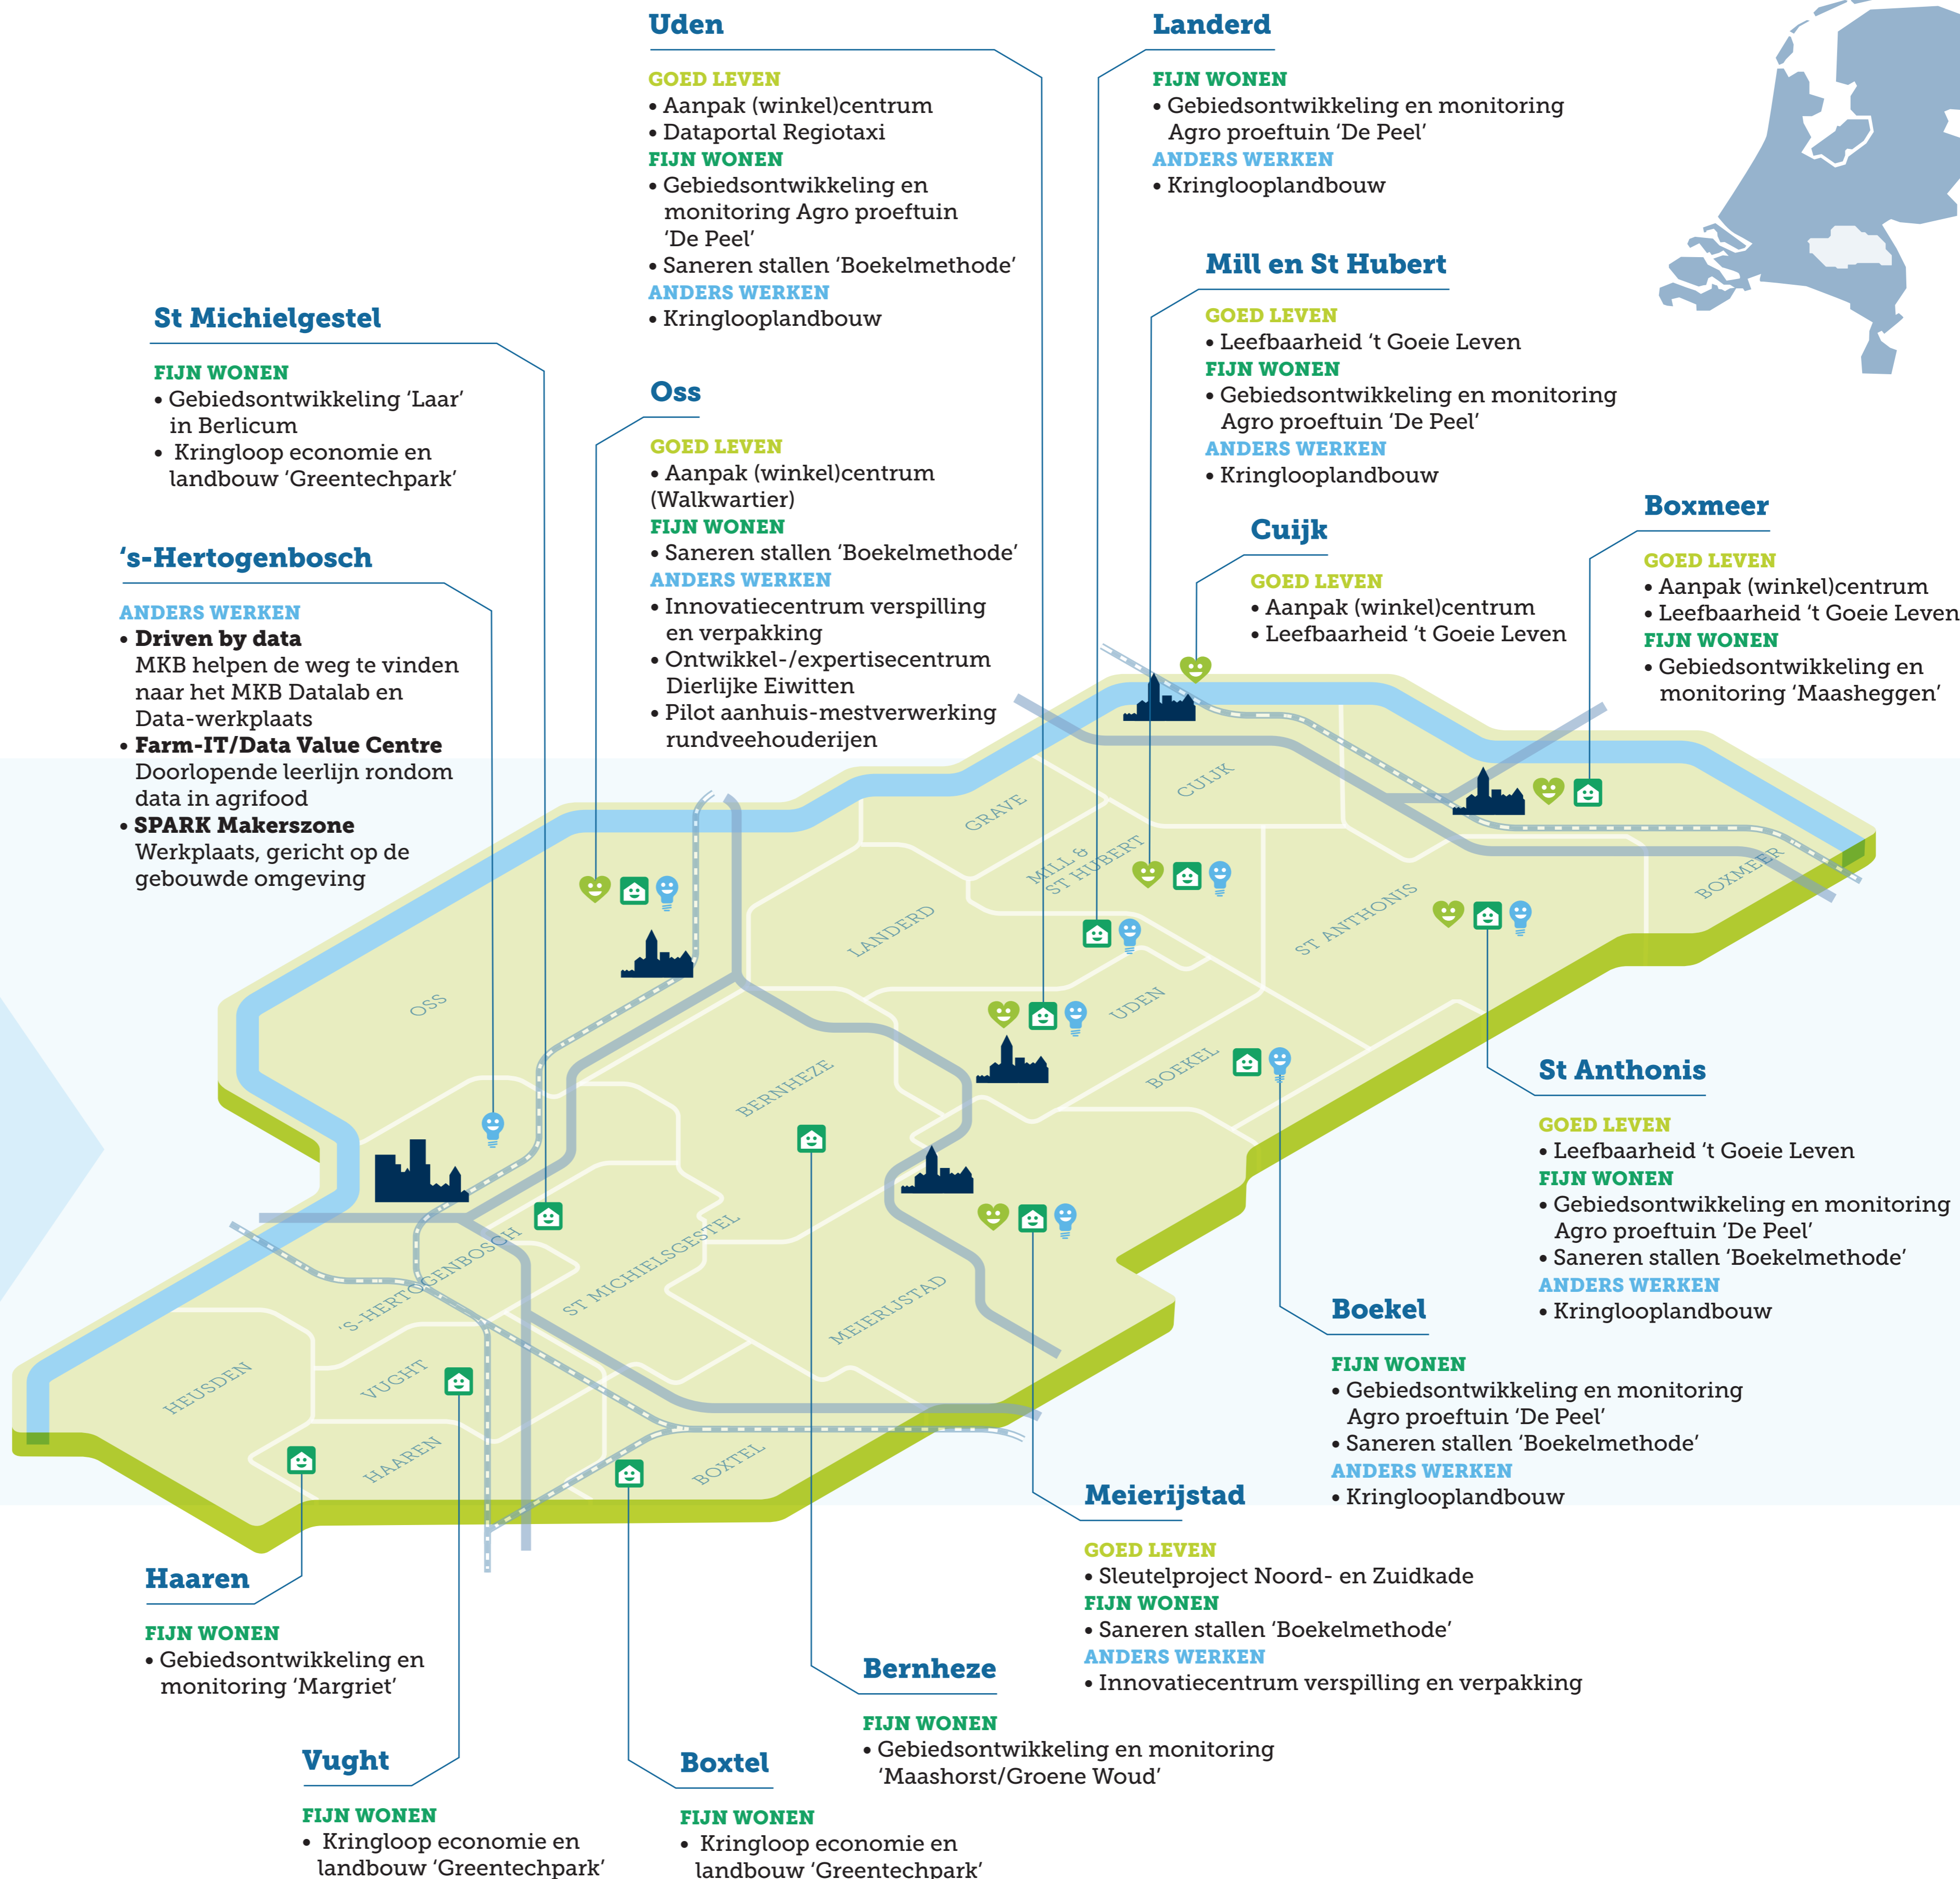 Uden
GOED LEVEN
• Aanpak (winkel)centrum
• Dataportal Regiotaxi
FIJN WONEN
• Gebiedsontwikkeling en
monitoring Agro proeftuin
‘De Peel’
• Saneren stallen ‘Boekelmethode’
ANDERS WERKEN
• Kringlooplandbouw
Landerd
FIJN WONEN
• Gebiedsontwikkeling en monitoring
Agro proeftuin ‘De Peel’
ANDERS WERKEN
• Kringlooplandbouw
Mill en St Hubert
GOED LEVEN
• Leefbaarheid ‘t Goeie Leven
FIJN WONEN
• Gebiedsontwikkeling en monitoring
Agro proeftuin ‘De Peel’
ANDERS WERKEN
• Kringlooplandbouw
St Michielgestel
FIJN WONEN
• Gebiedsontwikkeling ‘Laar’
in Berlicum
• Kringloop economie en
landbouw ‘Greentechpark’
Oss
GOED LEVEN
• Aanpak (winkel)centrum
(Walkwartier)
FIJN WONEN
• Saneren stallen ‘Boekelmethode’
ANDERS WERKEN
• Innovatiecentrum verspilling
en verpakking
• Ontwikkel-/expertisecentrum
Dierlijke Eiwitten
• Pilot aanhuis-mestverwerking
rundveehouderijen
Cuijk
GOED LEVEN
• Aanpak (winkel)centrum
• Leefbaarheid ‘t Goeie Leven
Boxmeer
GOED LEVEN
• Aanpak (winkel)centrum
• Leefbaarheid ‘t Goeie Leven
FIJN WONEN
• Gebiedsontwikkeling en
monitoring ‘Maasheggen’
‘s-Hertogenbosch
ANDERS WERKEN
• Driven by data
MKB helpen de weg te vinden
naar het MKB Datalab en
Data-werkplaats
• Farm-IT/Data Value Centre
Doorlopende leerlijn rondom
data in agrifood
• SPARK Makerszone
Werkplaats, gericht op de
gebouwde omgeving
CUIJK
GRAVE
MILL &
ST HUBERT
BOXMEER
ST ANTHONIS
LANDERD
OSS
UDEN
BOEKEL
BERNHEZE
'S-HERTOGENBOSCH
ST MICHIELSGESTEL
MEIERIJSTAD
HEUSDEN
VUGHT
HAAREN
BOXTEL
St Anthonis
GOED LEVEN
• Leefbaarheid ‘t Goeie Leven
FIJN WONEN
• Gebiedsontwikkeling en monitoring
Agro proeftuin ‘De Peel’
• Saneren stallen ‘Boekelmethode’
ANDERS WERKEN
• Kringlooplandbouw
Boekel
FIJN WONEN
• Gebiedsontwikkeling en monitoring
Agro proeftuin ‘De Peel’
• Saneren stallen ‘Boekelmethode’
ANDERS WERKEN
• Kringlooplandbouw
Meierijstad
GOED LEVEN
• Sleutelproject Noord- en Zuidkade
FIJN WONEN
• Saneren stallen ‘Boekelmethode’
ANDERS WERKEN
• Innovatiecentrum verspilling en verpakking
Haaren
FIJN WONEN
• Gebiedsontwikkeling en
monitoring ‘Margriet’
Bernheze
FIJN WONEN
• Gebiedsontwikkeling en monitoring
‘Maashorst/Groene Woud’
Vught
FIJN WONEN
• Kringloop economie en
landbouw ‘Greentechpark’
Boxtel
FIJN WONEN
• Kringloop economie en
landbouw ‘Greentechpark’